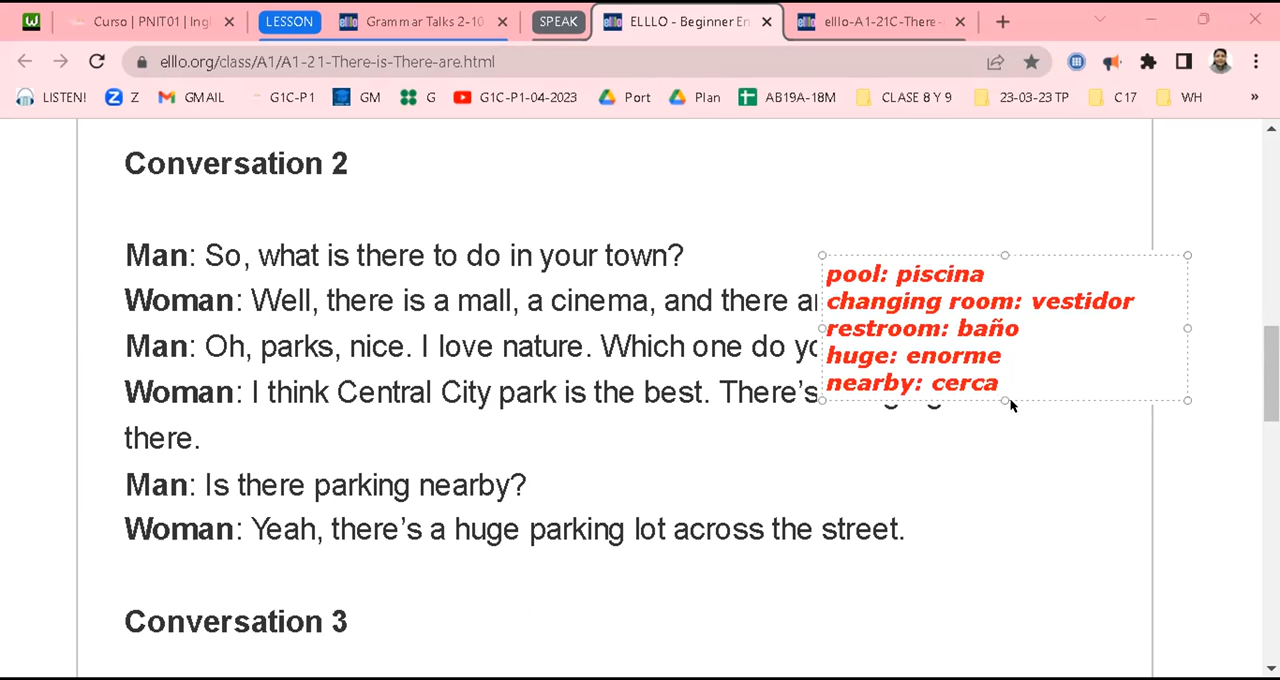 Curso | PNIT01 | Ingl
LESSON
Grammar Talks 2-10
SPEAK
ELLLO - Beginner En
elllo-A1-21C-There-
elllo.org/class/A1/A1-21-There-is-There-are.html
LISTEN! Z GMAIL G1C-P1 GM G G1C-P1-04-2023 Port Plan AB19A-18M CLASE 8 Y 9 23-03-23 TP C17 WH »
Conversation 2
Man: So, what is there to do in your town?
Woman: Well, there is a mall, a cinema, and there
Man: Oh, parks, nice. I love nature. Which one do
Woman: I think Central City park is the best. There's
there.
Man: Is there parking nearby?
Woman: Yeah, there's a huge parking lot across the street.
Conversation 3
pool: piscina
changing room: vestidor
restroom: baño
huge: enorme
nearby: cerca